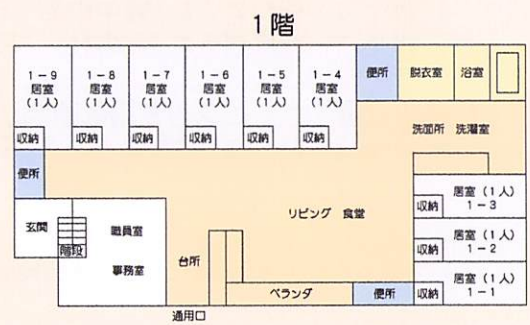 1階
1－9
居室
（1人）
収納
1－8
居室
（1人）
収納
1－7
居室
（1人）
収納
1－6
居室
（1人）
収納
1－5
居室
（1人）
収納
1－4
居室
（1人）
収納
便所
脱衣室
浴室
洗面所 洗濯室
便所
居室（1人）
1－3
収納
居室（1人）
1－2
収納
居室（1人）
1－1
収納
リビング 食堂
玄関
階段
職員室
事務室
台所
ベランダ
便所
通用口